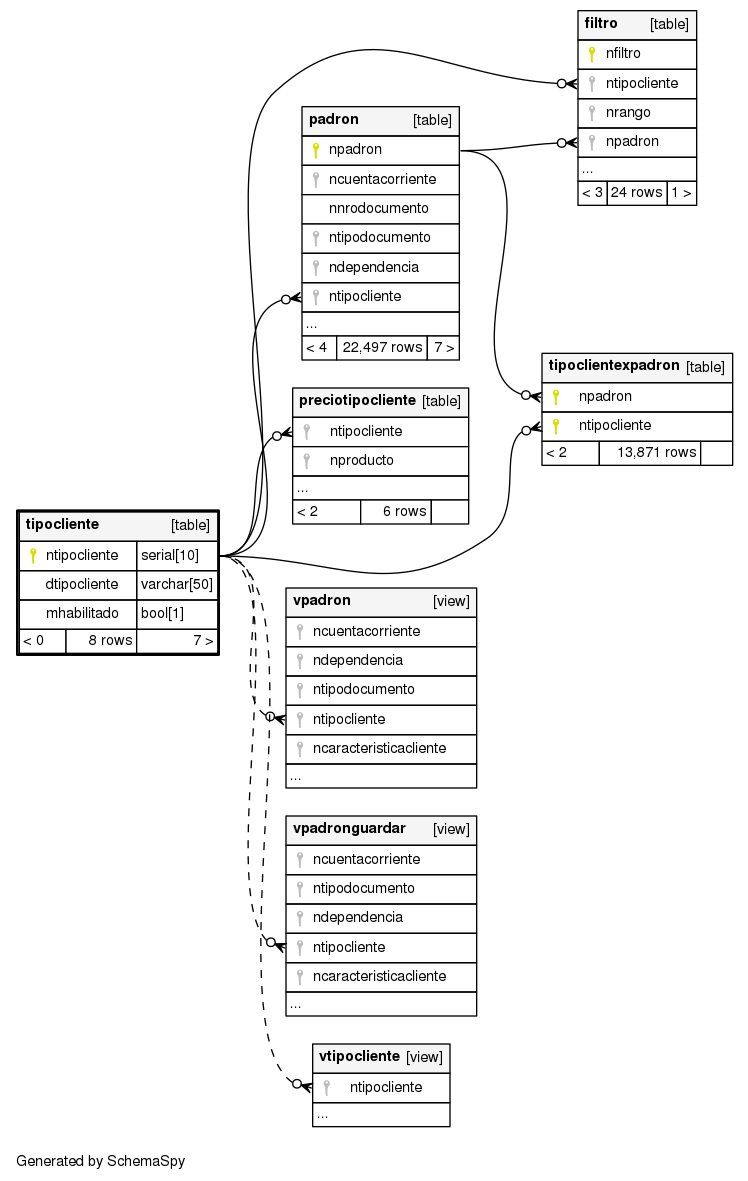 filtro [table]
nfiltro
ntipocliente
nrango
npadron
...
< 3 24 rows 1 >
padron [table]
npadron
ncuentacorriente
nnrodocumento
ntipodocumento
ndependencia
ntipocliente
...
< 4 22,497 rows 7 >
tipoclientexpadron [table]
npadron
ntipocliente
< 2 13,871 rows
preciotipocliente [table]
ntipocliente
nproducto
...
< 2 6 rows
tipocliente [table]
ntipocliente serial[10]
dtipocliente varchar[50]
mhabilitado bool[1]
< 0 8 rows 7 >
vpadron [view]
ncuentacorriente
ndependencia
ntipodocumento
ntipocliente
ncaracteristicacliente
...
vpadronguardar [view]
ncuentacorriente
ntipodocumento
ndependencia
ntipocliente
ncaracteristicacliente
...
vtipocliente [view]
ntipocliente
...
Generated by SchemaSpy